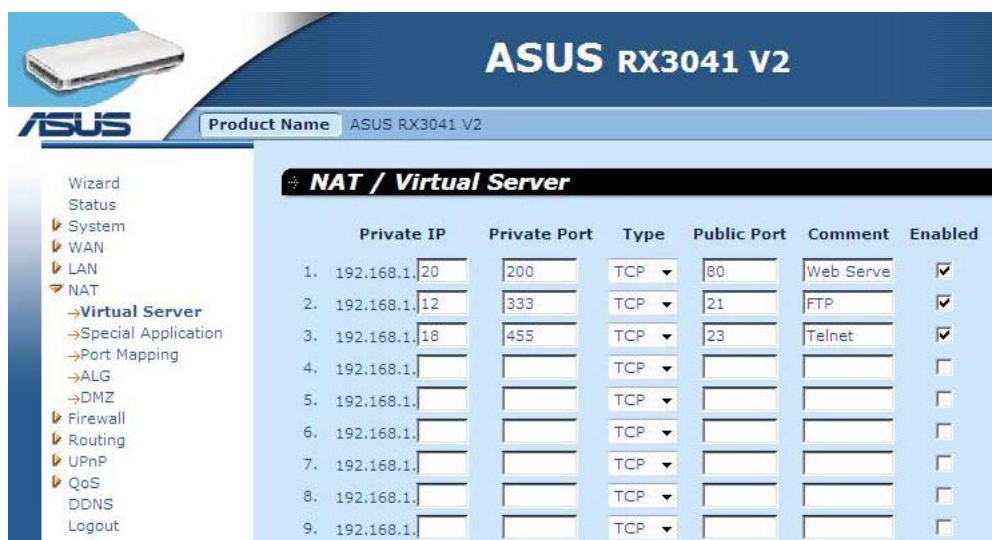 ASUS RX3041 V2
ASUS
Product Name ASUS RX3041 V2
Wizard
Status
System
WAN
LAN
NAT
→Virtual Server
→Special Application
→Port Mapping
→ALG
→DMZ
Firewall
Routing
UPnP
QoS
DDNS
Logout
NAT / Virtual Server
Private IP Private Port Type Public Port Comment Enabled
1. 192.168.1. 20 200 TCP 80 Web Serve
2. 192.168.1. 12 333 TCP 21 FTP
3. 192.168.1. 18 455 TCP 23 Telnet
4. 192.168.1. TCP
5. 192.168.1. TCP
6. 192.168.1. TCP
7. 192.168.1. TCP
8. 192.168.1. TCP
9. 192.168.1. TCP